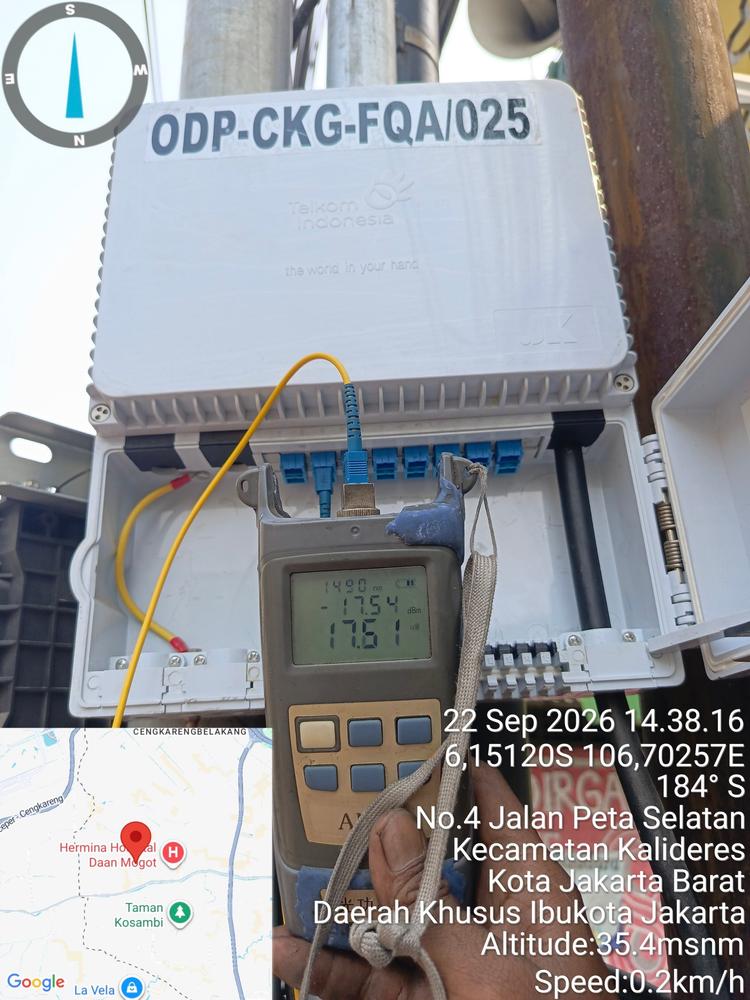 S
E
W
N
ODP-CKG-FQA/025
Telkom
Indonesia
the world in your hand
JK
1490 nm
-17.54 dBm
17.61 uW
22 Sep 2026 14.38.16
6,15120S 106,70257E
184° S
No.4 Jalan Peta Selatan
Kecamatan Kalideres
Kota Jakarta Barat
Daerah Khusus Ibukota Jakarta
Altitude:35.4msnm
Speed:0.2km/h
CENGKARENGBELAKANG
Hermina Hospital
Daan Mogot
H
Taman
Kosambi
La Vela
Google